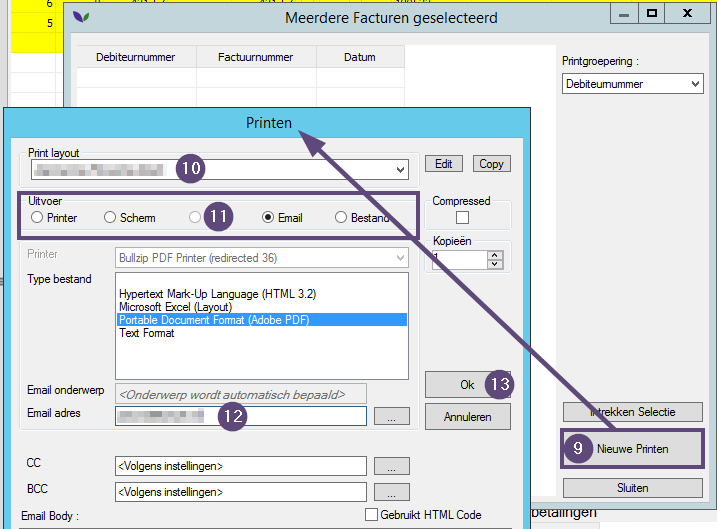 6
5
Meerdere Facturen geselecteerd
Debiteurnummer Factuurnummer Datum
Printgroepering :
Debiteurnummer
Printen
Print layout
10
Edit Copy
Uitvoer
Printer Scherm 11 Email Bestand
Compressed
Kopieën
1
Printer
Bullzip PDF Printer (redirected 36)
Type bestand
Hypertext Mark-Up Language (HTML 3.2)
Microsoft Excel (Layout)
Portable Document Format (Adobe PDF)
Text Format
Ok 13
Email onderwerp <Onderwerp wordt automatisch bepaald>
Email adres 12 ... Annuleren
Intrekken Selectie
9 Nieuwe Printen
Sluiten
CC <Volgens instellingen> ...
BCC <Volgens instellingen> ...
Email Body : Gebruikt HTML Code
betalingen